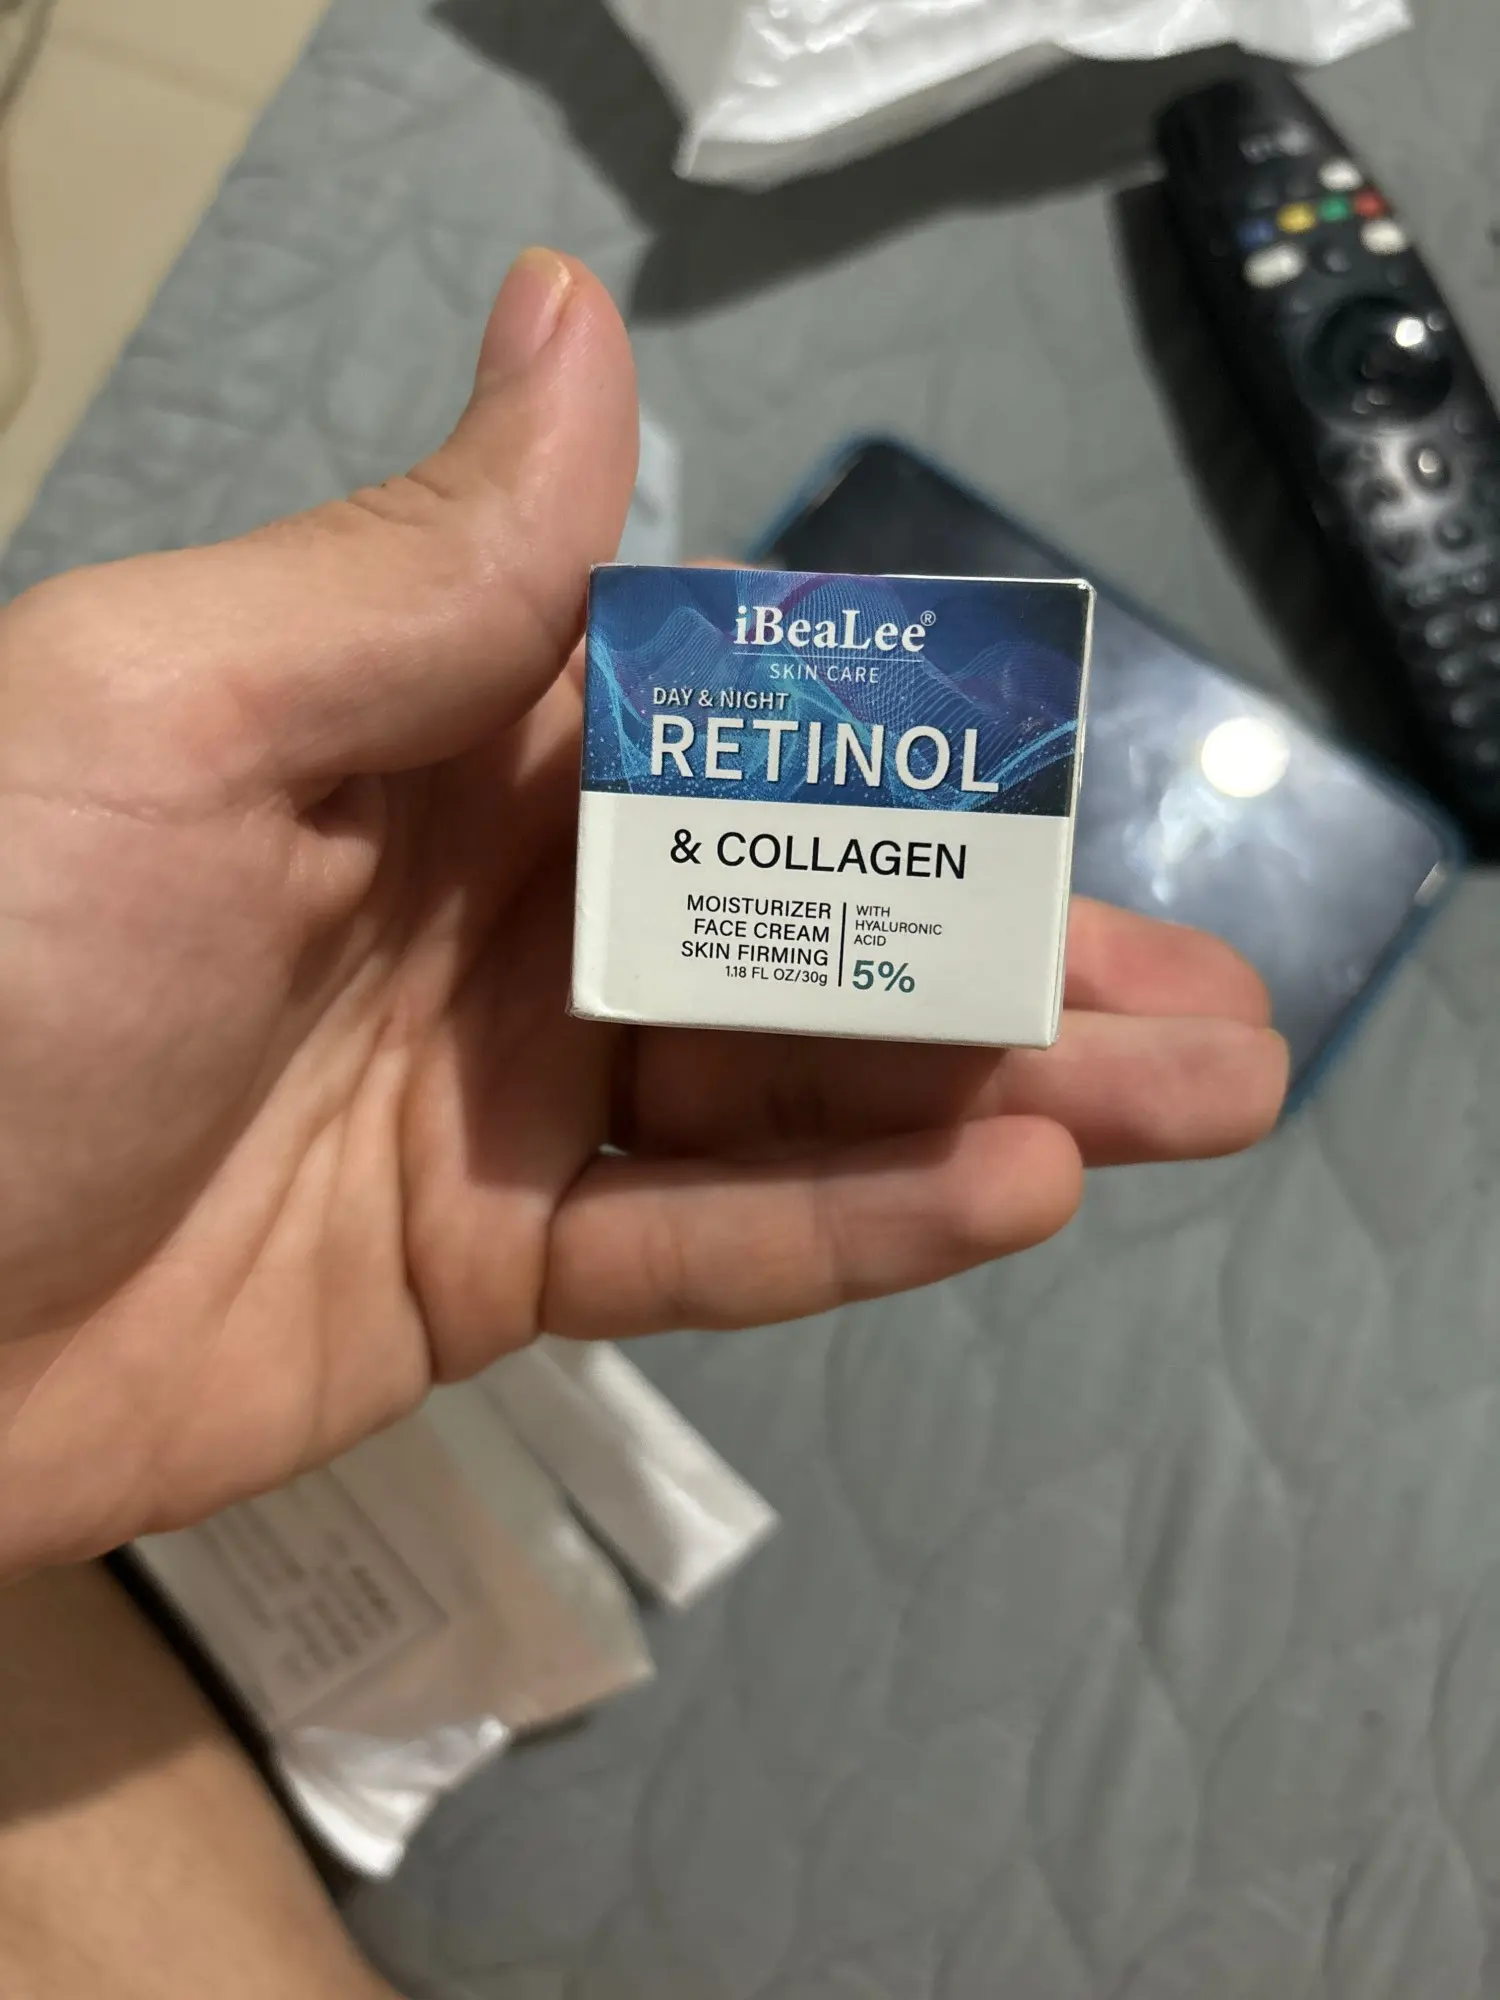 iBeaLee®
SKIN CARE
DAY & NIGHT
RETINOL
& COLLAGEN
MOISTURIZER
FACE CREAM
SKIN FIRMING
1.18 FL OZ/30g
WITH
HYALURONIC
ACID
5%